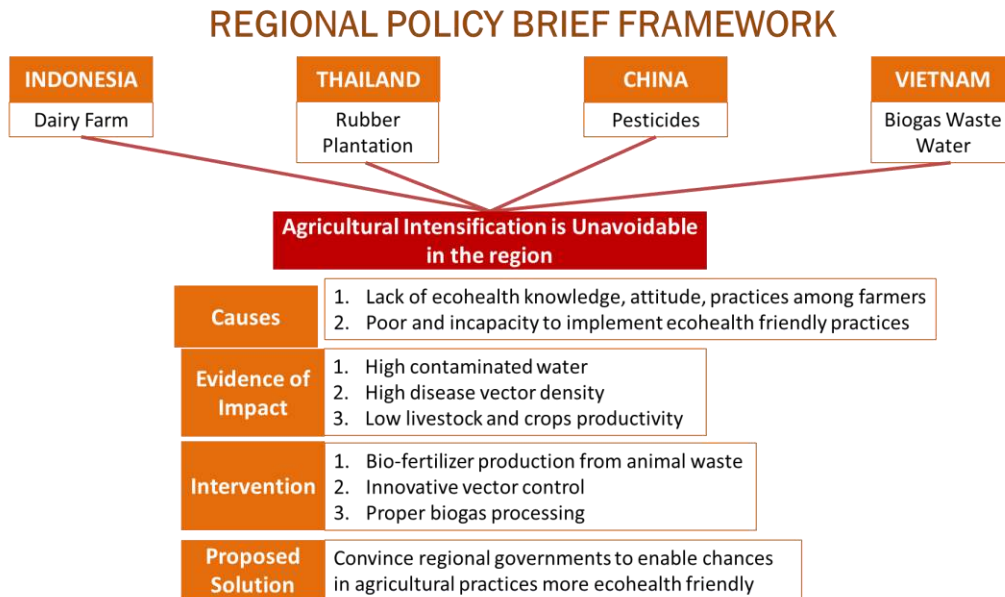 REGIONAL POLICY BRIEF FRAMEWORK
INDONESIA
Dairy Farm
THAILAND
Rubber
Plantation
CHINA
Pesticides
VIETNAM
Biogas Waste
Water
Agricultural Intensification is Unavoidable
in the region
Causes
1. Lack of ecohealth knowledge, attitude, practices among farmers
2. Poor and incapacity to implement ecohealth friendly practices
Evidence of
Impact
1. High contaminated water
2. High disease vector density
3. Low livestock and crops productivity
Intervention
1. Bio-fertilizer production from animal waste
2. Innovative vector control
3. Proper biogas processing
Proposed
Solution
Convince regional governments to enable chances
in agricultural practices more ecohealth friendly